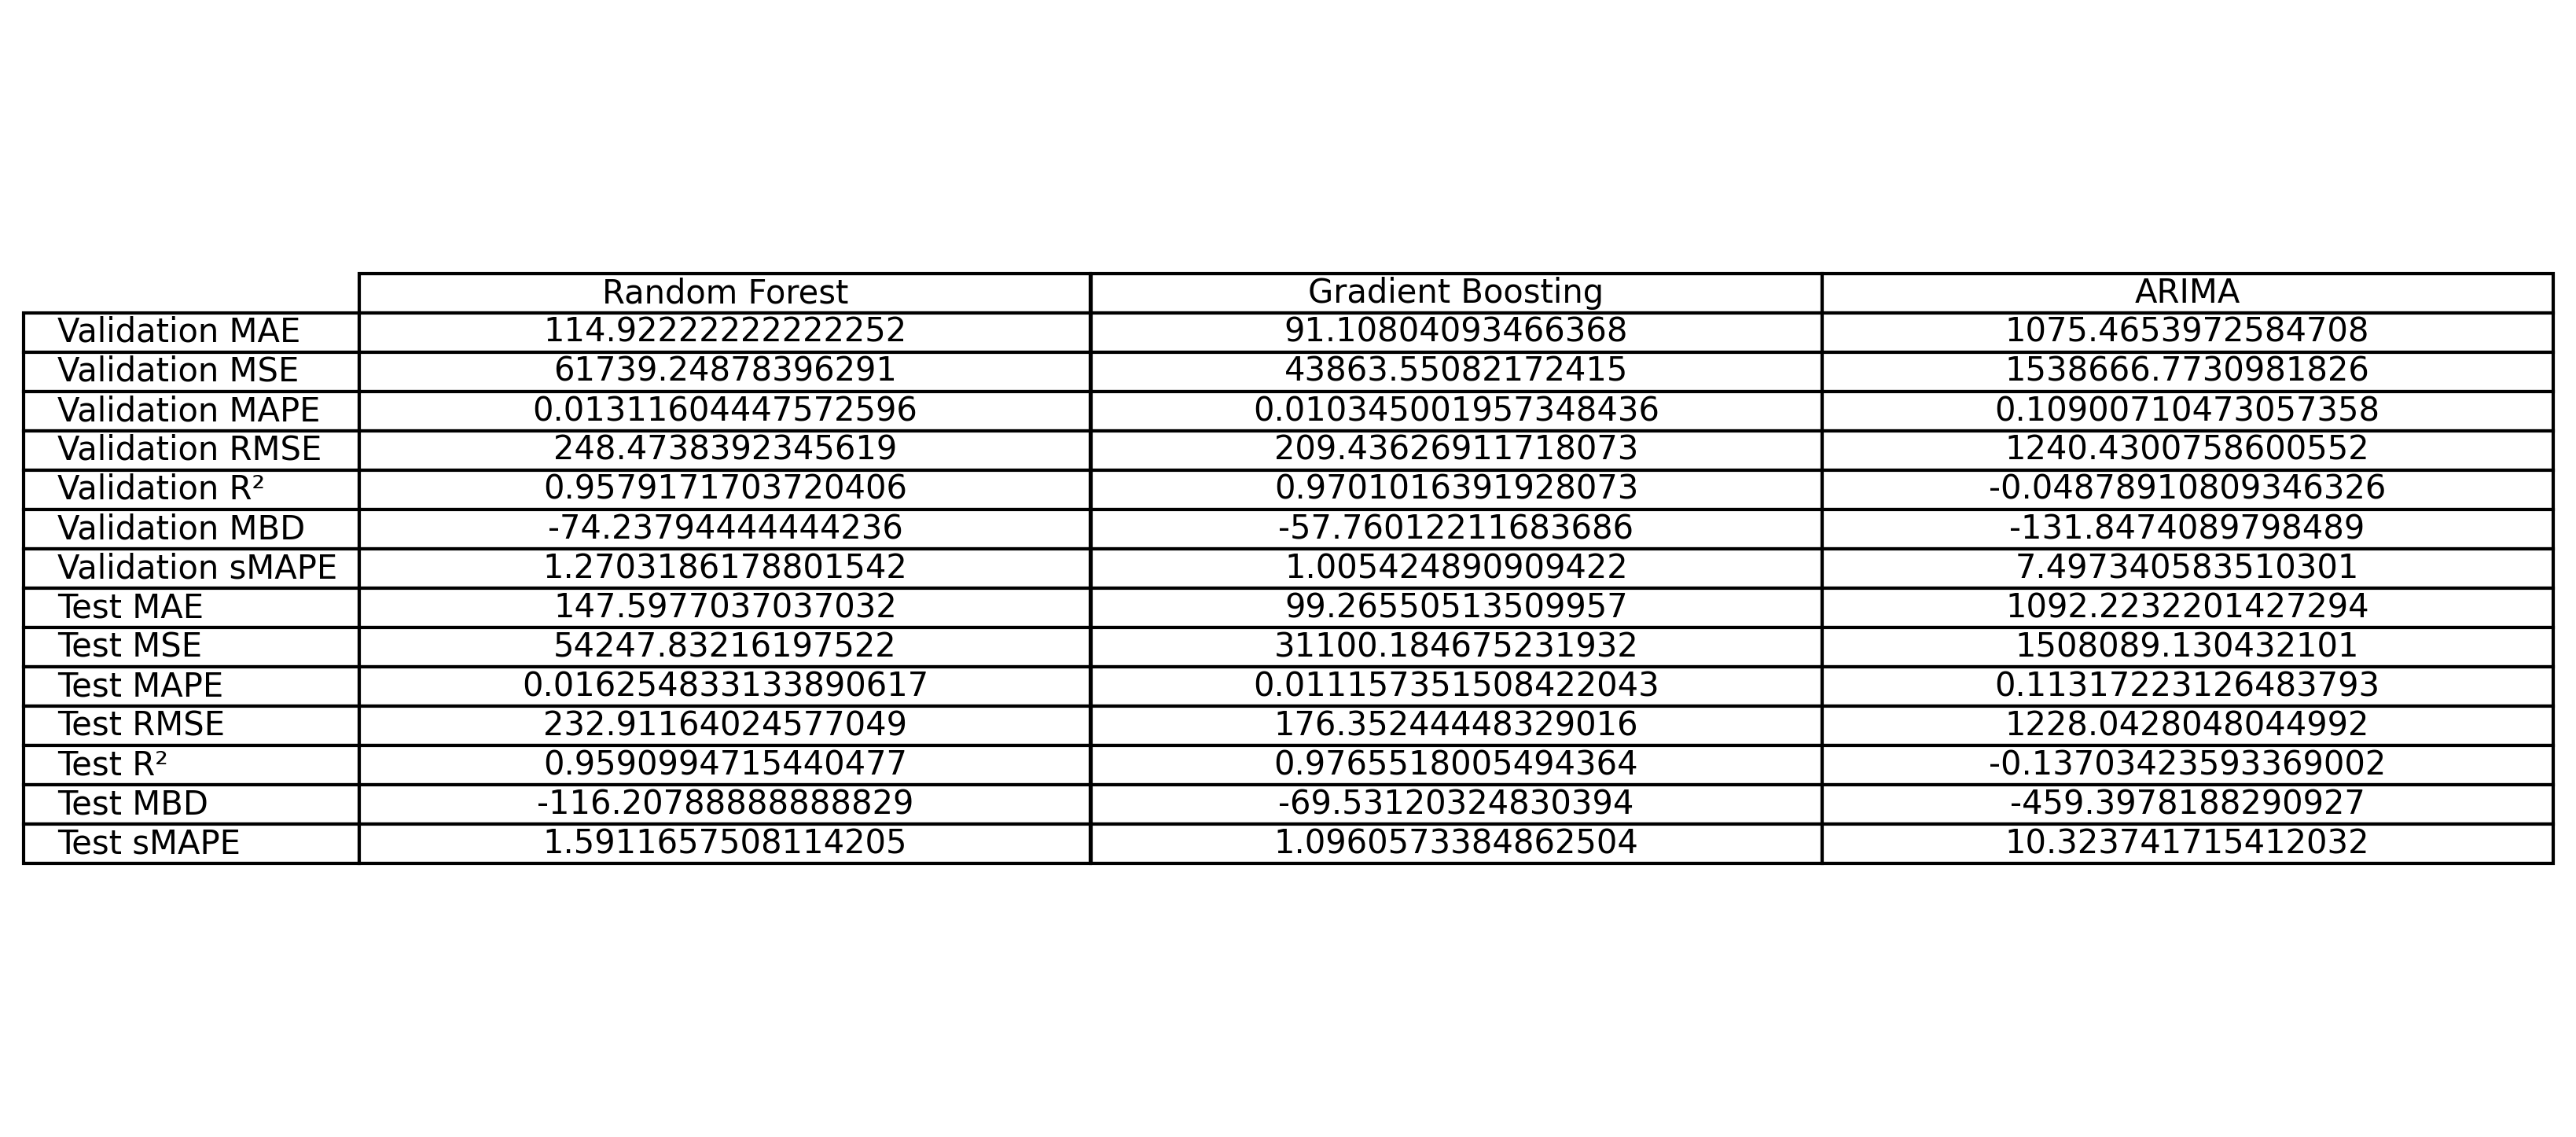 Random Forest Gradient Boosting ARIMA
Validation MAE 114.92222222222252 91.10804093466368 1075.4653972584708
Validation MSE 61739.24878396291 43863.55082172415 1538666.7730981826
Validation MAPE 0.01311604447572596 0.010345001957348436 0.10900710473057358
Validation RMSE 248.4738392345619 209.43626911718073 1240.4300758600552
Validation R² 0.9579171703720406 0.9701016391928073 -0.04878910809346326
Validation MBD -74.23794444444236 -57.76012211683686 -131.8474089798489
Validation sMAPE 1.2703186178801542 1.005424890909422 7.497340583510301
Test MAE 147.5977037037032 99.26550513509957 1092.2232201427294
Test MSE 54247.83216197522 31100.184675231932 1508089.130432101
Test MAPE 0.016254833133890617 0.011157351508422043 0.11317223126483793
Test RMSE 232.91164024577049 176.35244448329016 1228.0428048044992
Test R² 0.9590994715440477 0.9765518005494364 -0.13703423593369002
Test MBD -116.20788888888829 -69.53120324830394 -459.3978188290927
Test sMAPE 1.5911657508114205 1.0960573384862504 10.323741715412032